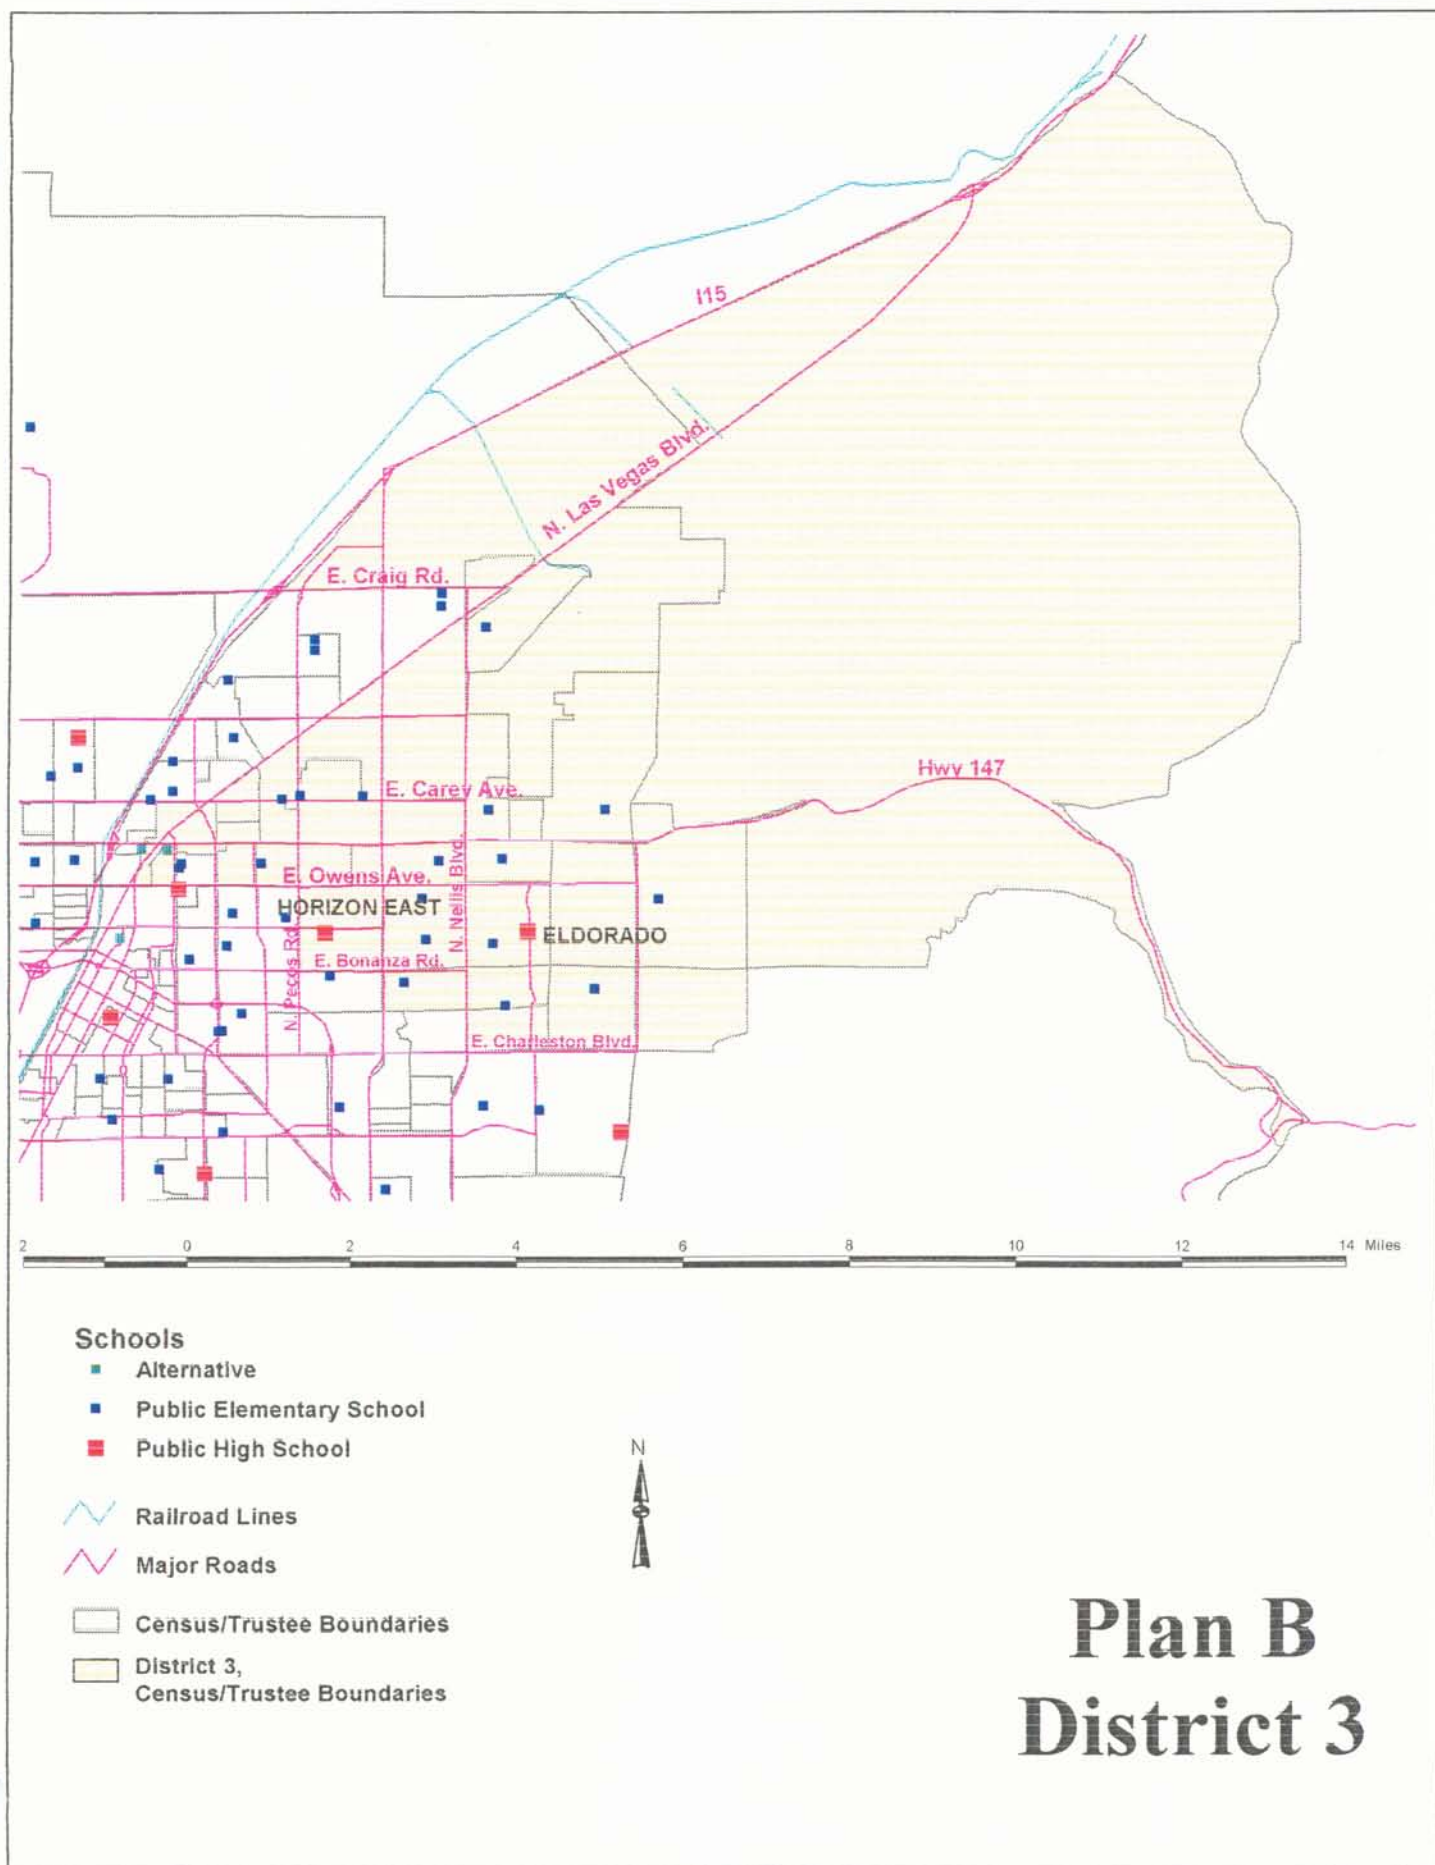 I15
N. Las Vegas Blvd.
E. Craig Rd.
Hwy 147
E. Carey Ave.
N. Nellis Blvd.
E. Owens Ave.
HORIZON EAST
ELDORADO
N. Pecos Rd.
E. Bonanza Rd.
E. Charleston Blvd.
2 0 2 4 6 8 10 12 14 Miles
Schools
Alternative
Public Elementary School
Public High School
N
Railroad Lines
Major Roads
Census/Trustee Boundaries
District 3,
Census/Trustee Boundaries
Plan B
District 3